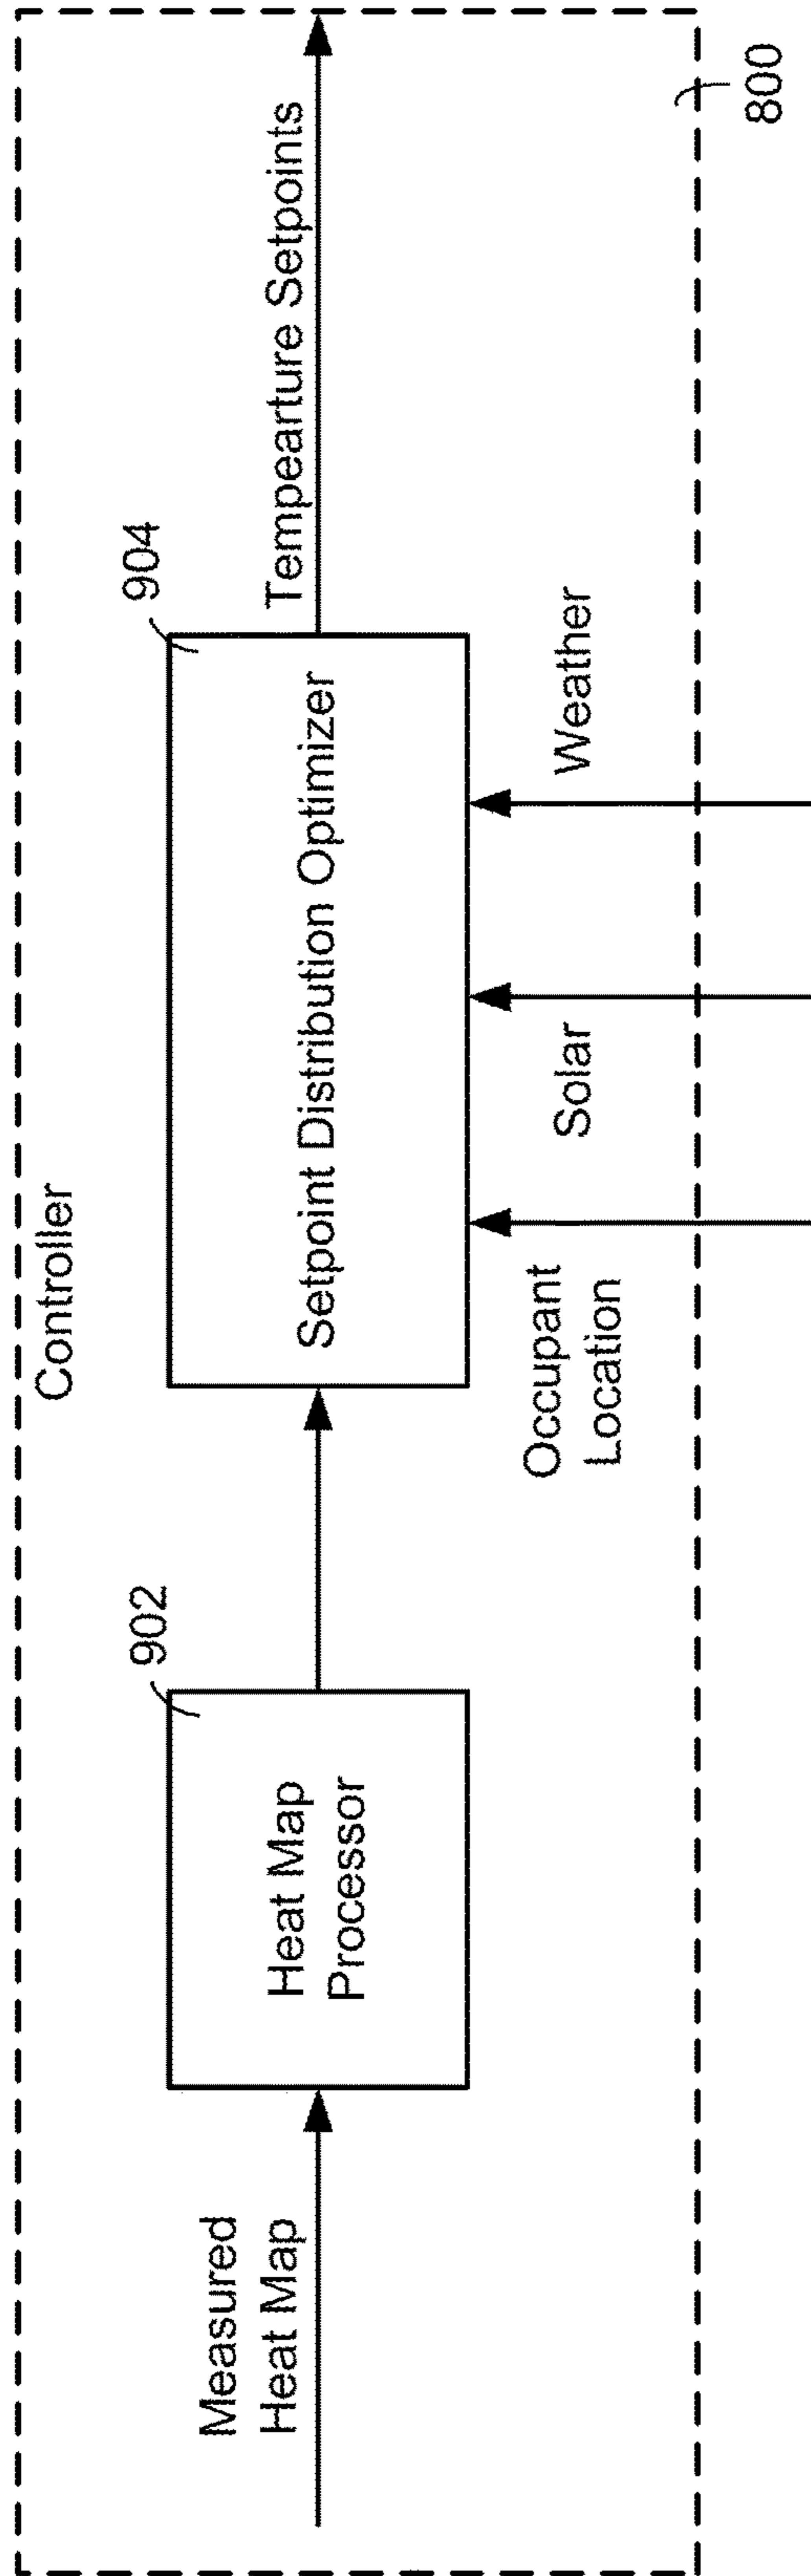 Controller
902
904
Measured
Heat Map
Heat Map
Processor
Setpoint Distribution Optimizer
Tempearture Setpoints
Occupant
Location
Solar
Weather
800